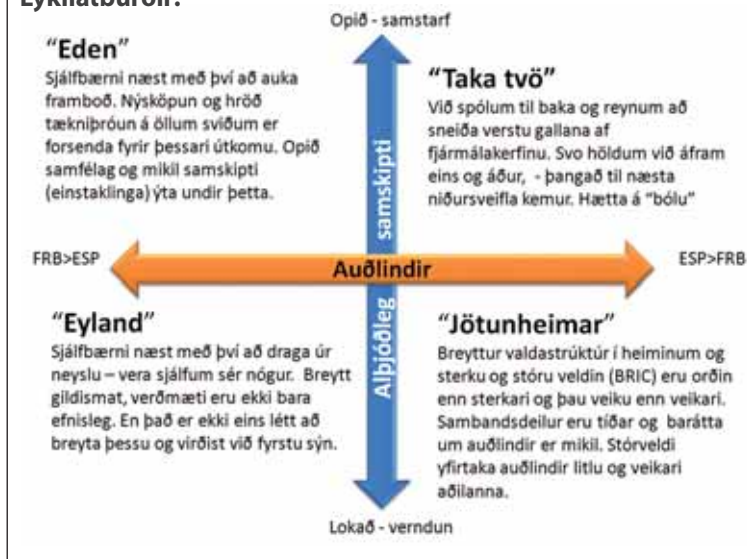 Lykilatburðir:
Opið - samstarf
“Eden”
Sjálfbærni næst með því að auka
framboð. Nýsköpun og hröð
tækniþróun á öllum sviðum er
forsenda fyrir þessari útkomu. Opið
samfélag og mikil samskipti
(einstaklinga) ýta undir þetta.
“Taka tvö”
Við spólum til baka og reynum að
sneiða verstu gallana af
fjármálakerfinu. Svo höldum við áfram
eins og áður, - þangað til næsta
niðursveifla kemur. Hætta á “bólu”
FRB>ESP
Auðlindir
ESP>FRB
Alþjóðleg samskipti
“Eyland”
Sjálfbærni næst með því að draga úr
neyslu – vera sjálfum sér nógur. Breytt
gildismat, verðmæti eru ekki bara
efnisleg. En það er ekki eins létt að
breyta þessu og virðist við fyrstu sýn.
“Jötunheimar”
Breyttur valdastrúktúr í heiminum og
sterku og stóru veldin (BRIC) eru orðin
enn sterkari og þau veiku enn veikari.
Sambandsdeilur eru tíðar og barátta
um auðlindir er mikil. Stórveldi
yfirtaka auðlindir litlu og veikari
aðilanna.
Lokað - verndun